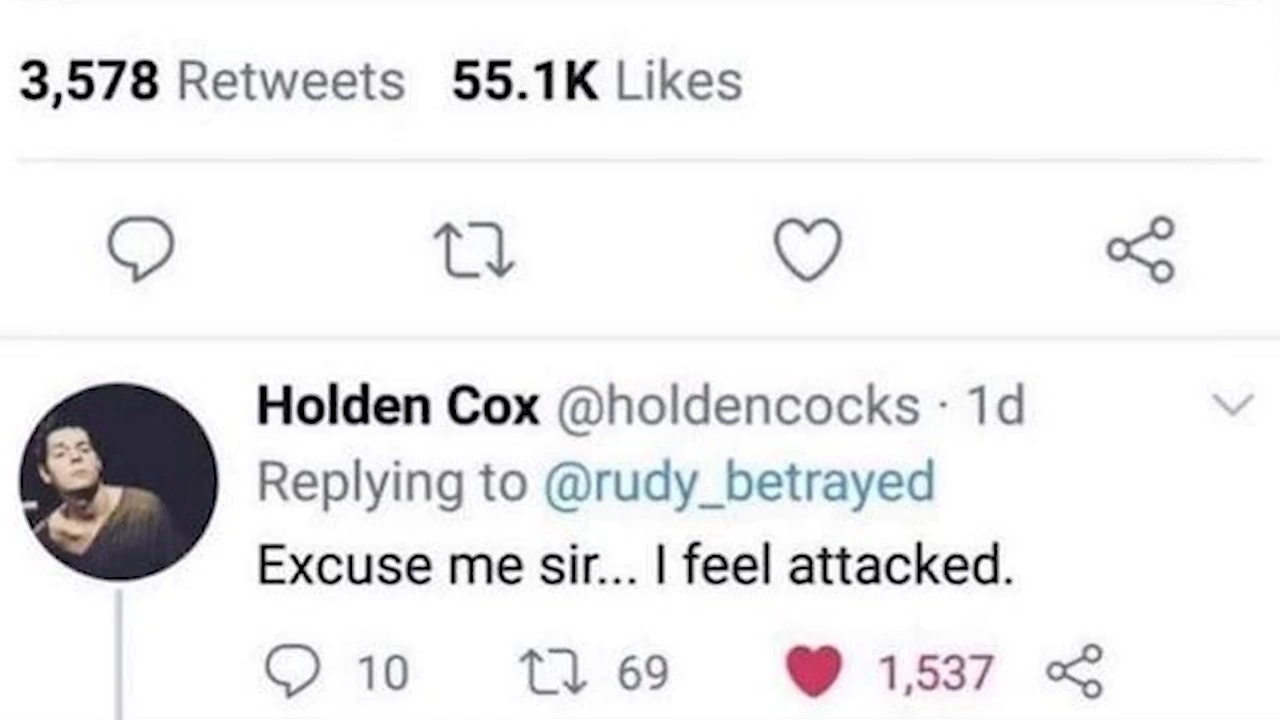 3,578 Retweets 55.1K Likes
Holden Cox @holdencocks · 1d
Replying to @rudy_betrayed
Excuse me sir... I feel attacked.
10 69 1,537